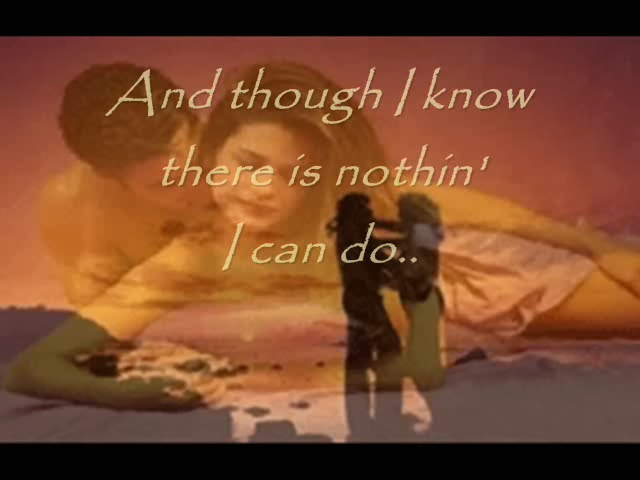 And though I know
there is nothin'
I can do..